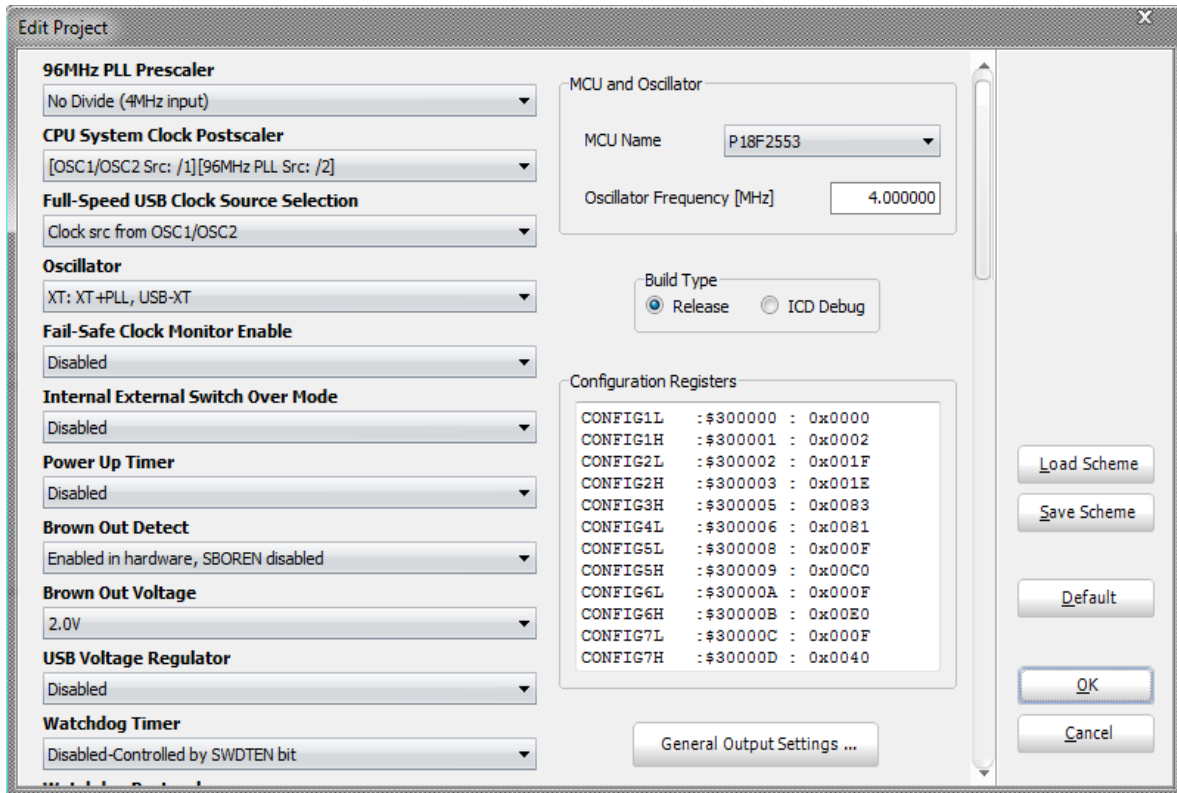 Edit Project
X
96MHz PLL Prescaler
No Divide (4MHz input)
CPU System Clock Postscaler
[OSC1/OSC2 Src: /1][96MHz PLL Src: /2]
Full-Speed USB Clock Source Selection
Clock src from OSC1/OSC2
Oscillator
XT: XT+PLL, USB-XT
Fail-Safe Clock Monitor Enable
Disabled
Internal External Switch Over Mode
Disabled
Power Up Timer
Disabled
Brown Out Detect
Enabled in hardware, SBOREN disabled
Brown Out Voltage
2.0V
USB Voltage Regulator
Disabled
Watchdog Timer
Disabled-Controlled by SWDTEN bit
MCU and Oscillator
MCU Name P18F2553
Oscillator Frequency [MHz] 4.000000
Build Type
Release ICD Debug
Configuration Registers
CONFIG1L :$300000 : 0x0000
CONFIG1H :$300001 : 0x0002
CONFIG2L :$300002 : 0x001F
CONFIG2H :$300003 : 0x001E
CONFIG3H :$300005 : 0x0083
CONFIG4L :$300006 : 0x0081
CONFIG5L :$300008 : 0x000F
CONFIG5H :$300009 : 0x00C0
CONFIG6L :$30000A : 0x000F
CONFIG6H :$30000B : 0x00E0
CONFIG7L :$30000C : 0x000F
CONFIG7H :$30000D : 0x0040
General Output Settings ...
Load Scheme
Save Scheme
Default
OK
Cancel